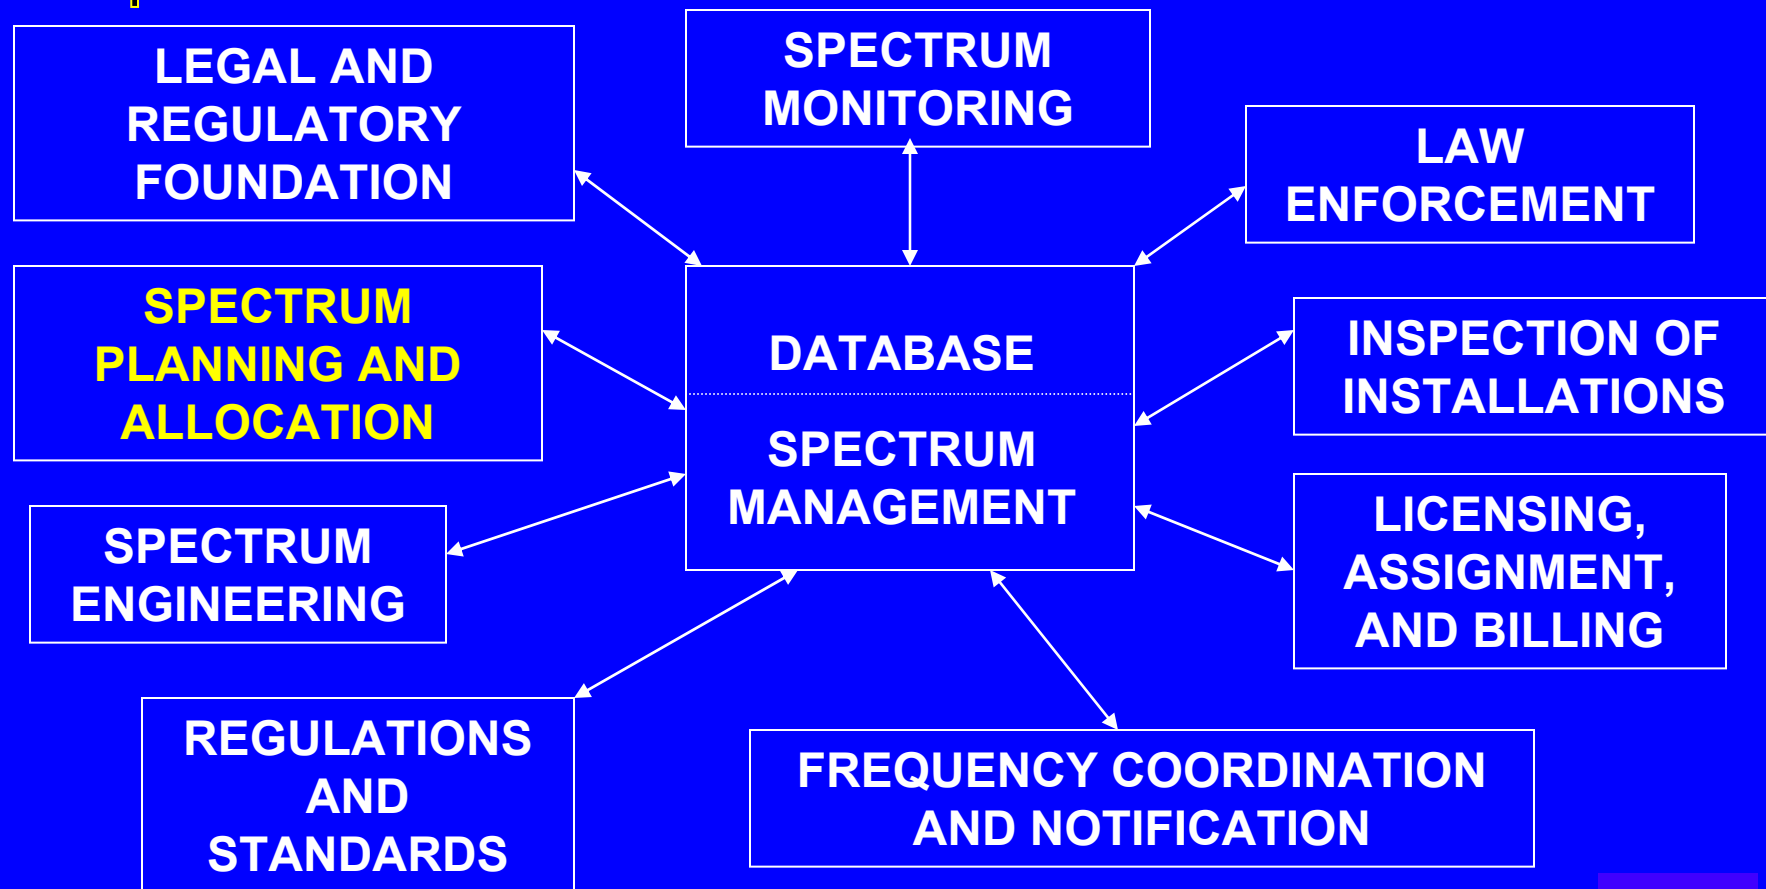 LEGAL AND
REGULATORY
FOUNDATION
SPECTRUM
MONITORING
LAW
ENFORCEMENT
SPECTRUM
PLANNING AND
ALLOCATION
DATABASE
SPECTRUM
MANAGEMENT
INSPECTION OF
INSTALLATIONS
SPECTRUM
ENGINEERING
LICENSING,
ASSIGNMENT,
AND BILLING
REGULATIONS
AND
STANDARDS
FREQUENCY COORDINATION
AND NOTIFICATION